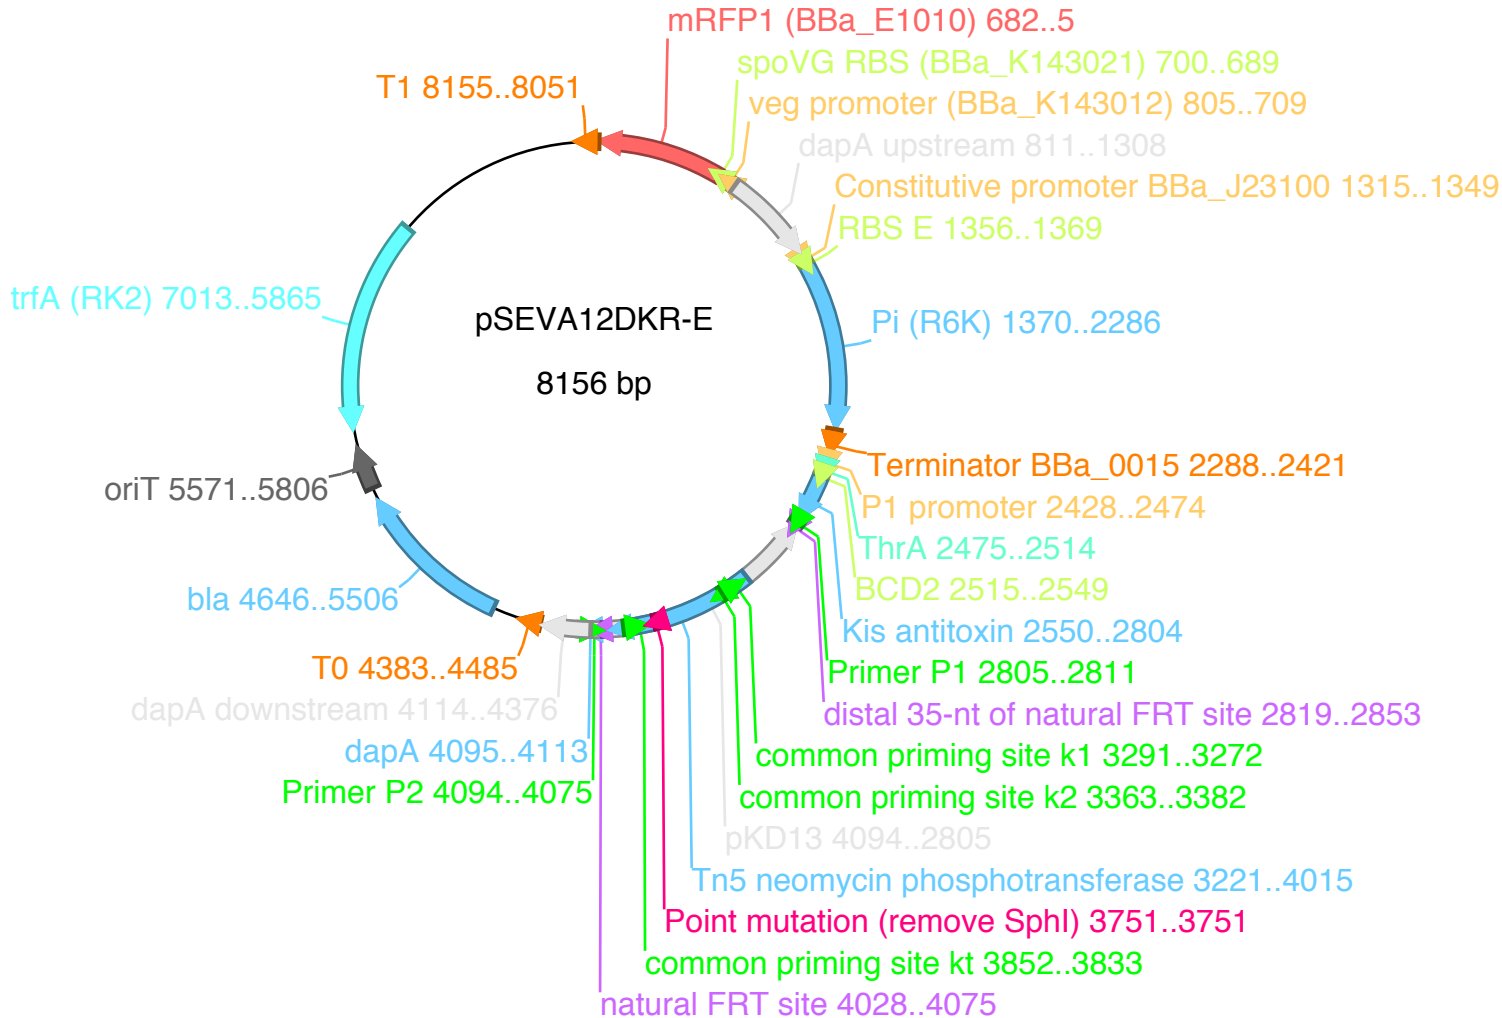 mRFP1 (BBa_E1010) 682..5
spoVG RBS (BBa_K143021) 700..689
T1 8155..8051
veg promoter (BBa_K143012) 805..709
dapA upstream 811..1308
Constitutive promoter BBa_J23100 1315..1349
RBS E 1356..1369
trfA (RK2) 7013..5865
pSEVA12DKR-E
Pi (R6K) 1370..2286
8156 bp
Terminator BBa_0015 2288..2421
oriT 5571..5806
P1 promoter 2428..2474
ThrA 2475..2514
BCD2 2515..2549
bla 4646..5506
Kis antitoxin 2550..2804
T0 4383..4485
Primer P1 2805..2811
dapA downstream 4114..4376
distal 35-nt of natural FRT site 2819..2853
dapA 4095..4113
common priming site k1 3291..3272
Primer P2 4094..4075
common priming site k2 3363..3382
pKD13 4094..2805
Tn5 neomycin phosphotransferase 3221..4015
Point mutation (remove SphI) 3751..3751
common priming site kt 3852..3833
natural FRT site 4028..4075